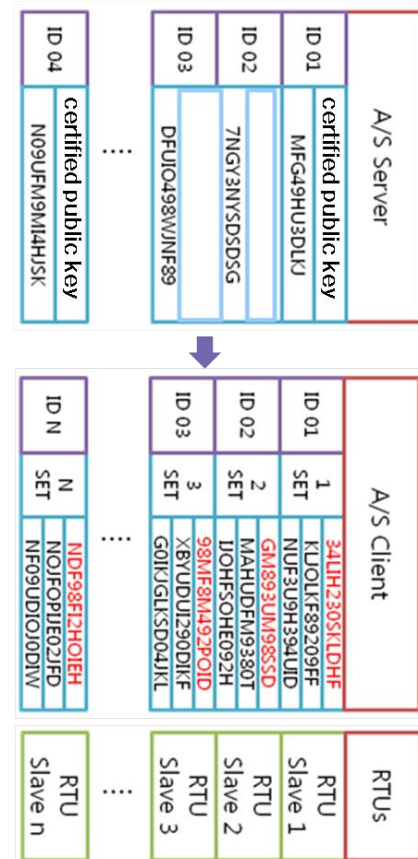 A/S Server
ID 01
certified public key
MFG49HU3DLKJ
ID 02
7NGY3NYSDSDSG
ID 03
DFUIO498WJNF89
....
ID 04
certified public key
N09UFM9MI4HJSK
A/S Client
ID 01
1
SET
34LIH230SKLDHF
KLJOLKF89209FF
NUF3U9H394UID
ID 02
2
SET
GM893UM98SSD
MAHUDFM9380T
IJOHFSOHE092H
ID 03
3
SET
98MF8M492POID
XBYUDUI290DIKF
G0IKJGLKSD04JKL
....
ID N
N
SET
NDF98FI2HOIEH
NOJFOPIJE02JFD
NF09UDIOJ0DIW
RTUs
RTU
Slave 1
RTU
Slave 2
RTU
Slave 3
....
RTU
Slave n